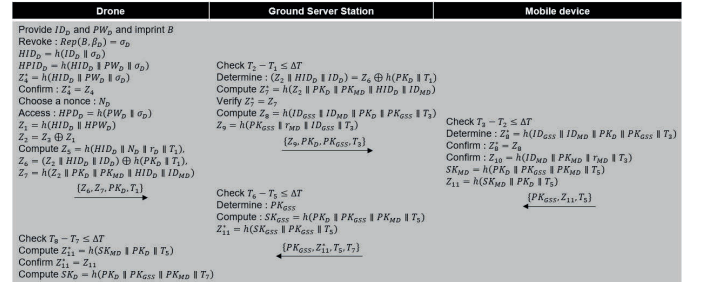 Drone
Ground Server Station
Mobile device
Provide ID_D and PW_D and imprint B
Revoke : Rep(B, β_D) = σ_D
HID_D = h(ID_D ∥ σ_D)
HPID_D = h(HID_D ∥ PW_D ∥ σ_D)
Z_4^* = h(HID_D ∥ PW_D ∥ σ_D)
Confirm : Z_4^* = Z_4
Choose a nonce : N_D
Access : HPD_D = h(PW_D ∥ σ_D)
Z_1 = h(HID_D ∥ HPW_D)
Z_2 = Z_3 ⊕ Z_1
Compute Z_5 = h(HID_D ∥ N_D ∥ r_D ∥ T_1),
Z_6 = (Z_2 ∥ HID_D ∥ ID_D) ⊕ h(PK_D ∥ T_1),
Z_7 = h(Z_2 ∥ PK_D ∥ PK_MD ∥ HID_D ∥ ID_MD)
{Z_6, Z_7, PK_D, T_1}
Check T_2 − T_1 ≤ ΔT
Determine : (Z_2 ∥ HID_D ∥ ID_D) = Z_6 ⊕ h(PK_D ∥ T_1)
Compute Z_7^* = h(Z_2 ∥ PK_D ∥ PK_MD ∥ HID_D ∥ ID_MD)
Verify Z_7^* = Z_7
Compute Z_8 = h(ID_GSS ∥ ID_MD ∥ PK_D ∥ PK_GSS ∥ T_3)
Z_9 = h(PK_GSS ∥ r_MD ∥ ID_GSS ∥ T_3)
{Z_9, PK_D, PK_GSS, T_3}
Check T_3 − T_2 ≤ ΔT
Determine : Z_8^* = h(ID_GSS ∥ ID_MD ∥ PK_D ∥ PK_GSS ∥ T_3)
Confirm : Z_8^* = Z_8
Confirm : Z_10 = h(ID_MD ∥ PK_MD ∥ r_MD ∥ T_3)
SK_MD = h(PK_D ∥ PK_GSS ∥ PK_MD ∥ T_5)
Z_11 = h(SK_MD ∥ PK_D ∥ T_5)
{PK_GSS, Z_11, T_5}
Check T_6 − T_5 ≤ ΔT
Determine : PK_GSS
Compute : SK_GSS = h(PK_D ∥ PK_GSS ∥ PK_MD ∥ T_5)
Z_11^* = h(SK_GSS ∥ PK_GSS ∥ T_5)
{PK_GSS, Z_11^*, T_5, T_7}
Check T_8 − T_7 ≤ ΔT
Compute Z_11^* = h(SK_MD ∥ PK_D ∥ T_5)
Confirm Z_11^* = Z_11
Compute SK_D = h(PK_D ∥ PK_GSS ∥ PK_MD ∥ T_7)